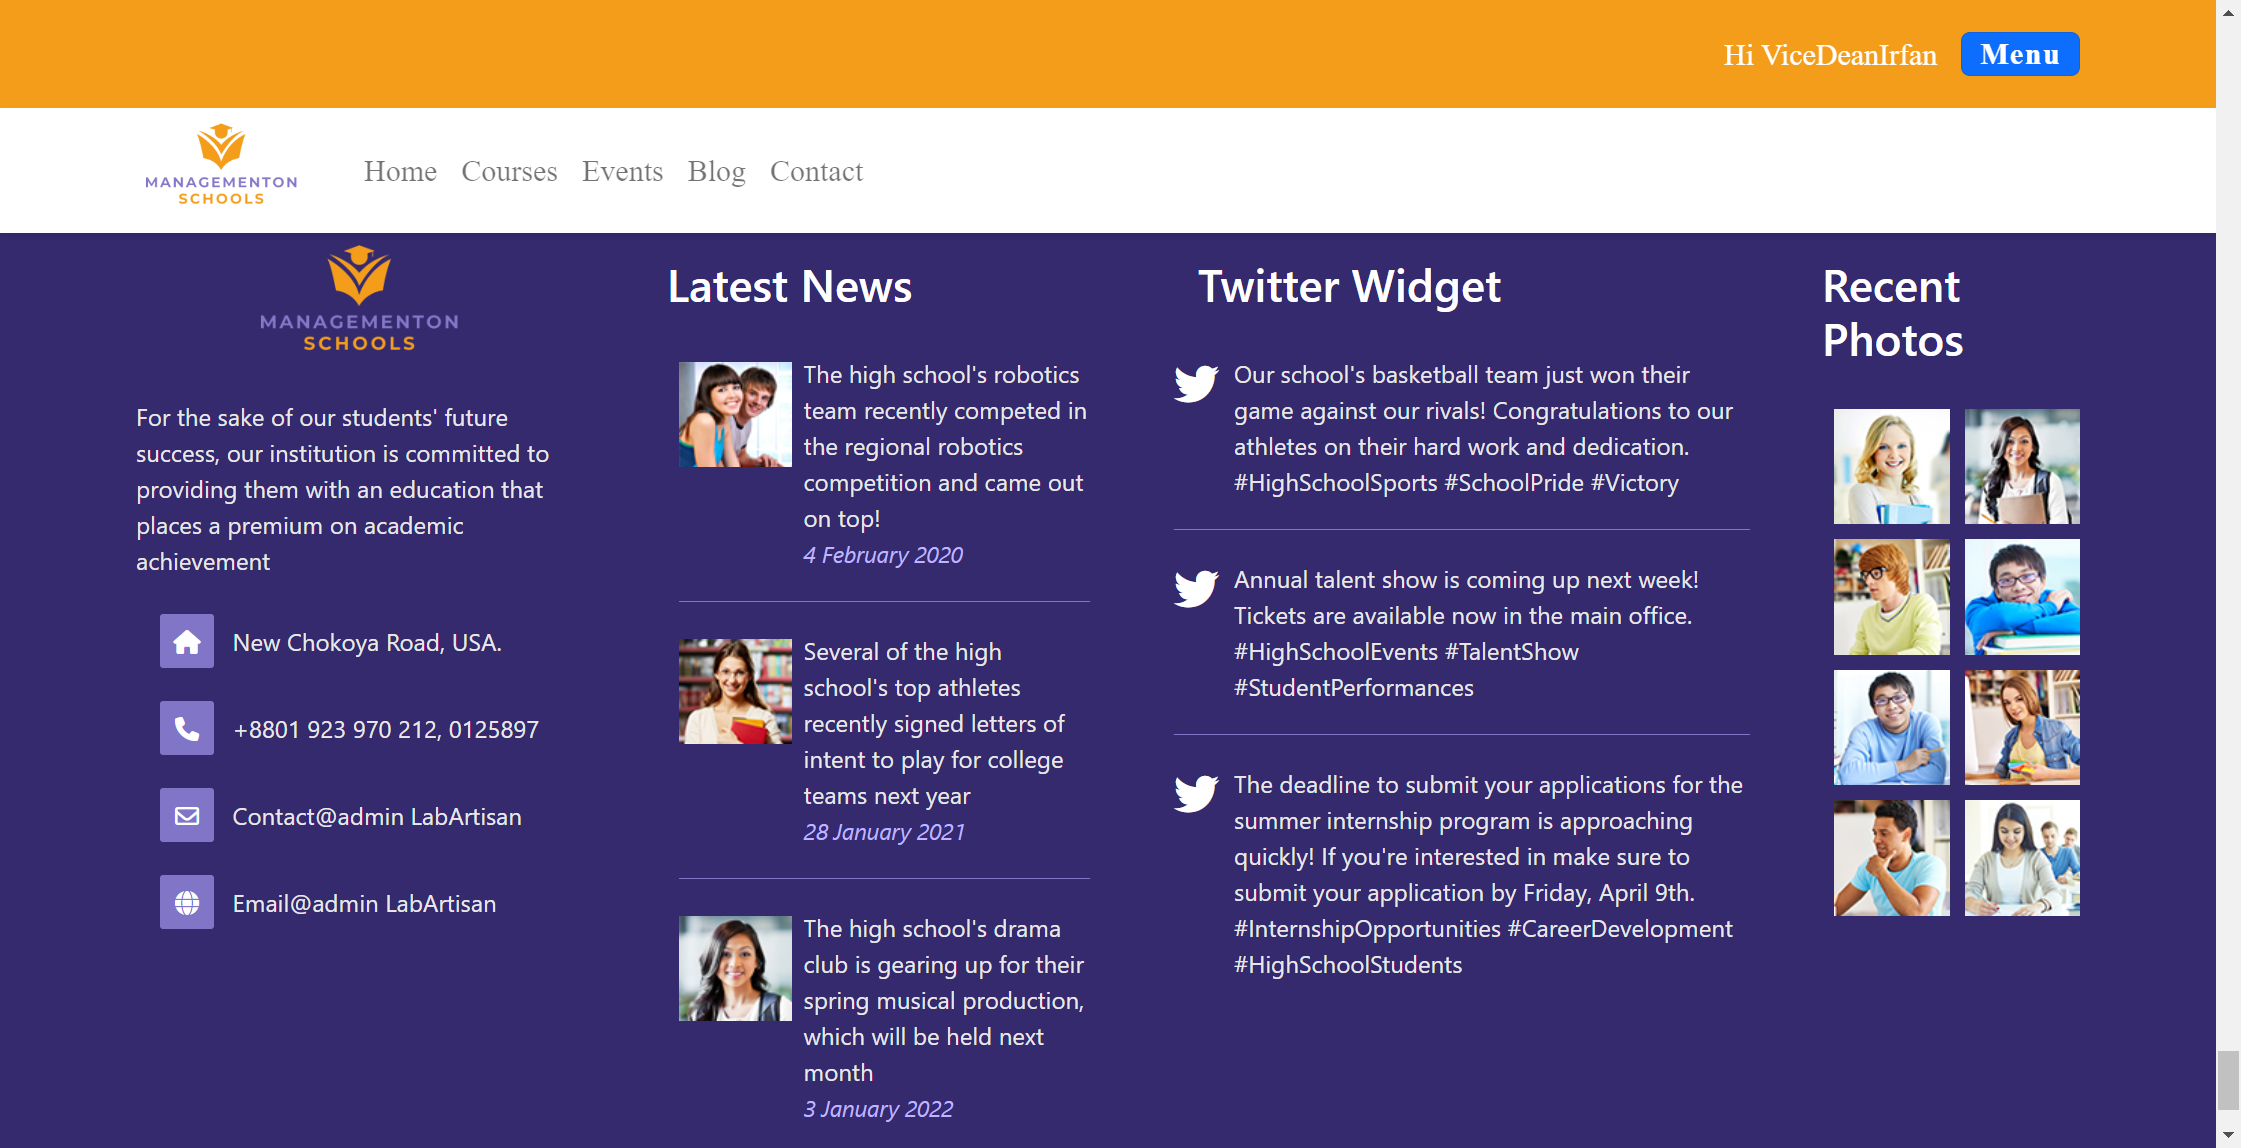 Hi ViceDeanIrfan
Menu
MANAGEMENTON
SCHOOLS
Home Courses Events Blog Contact
MANAGEMENTON
SCHOOLS
For the sake of our students' future
success, our institution is committed to
providing them with an education that
places a premium on academic
achievement
New Chokoya Road, USA.
+8801 923 970 212, 0125897
Contact@admin LabArtisan
Email@admin LabArtisan
Latest News
The high school's robotics
team recently competed in
the regional robotics
competition and came out
on top!
4 February 2020
Several of the high
school's top athletes
recently signed letters of
intent to play for college
teams next year
28 January 2021
The high school's drama
club is gearing up for their
spring musical production,
which will be held next
month
3 January 2022
Twitter Widget
Our school's basketball team just won their
game against our rivals! Congratulations to our
athletes on their hard work and dedication.
#HighSchoolSports #SchoolPride #Victory
Annual talent show is coming up next week!
Tickets are available now in the main office.
#HighSchoolEvents #TalentShow
#StudentPerformances
The deadline to submit your applications for the
summer internship program is approaching
quickly! If you're interested in make sure to
submit your application by Friday, April 9th.
#InternshipOpportunities #CareerDevelopment
#HighSchoolStudents
Recent
Photos